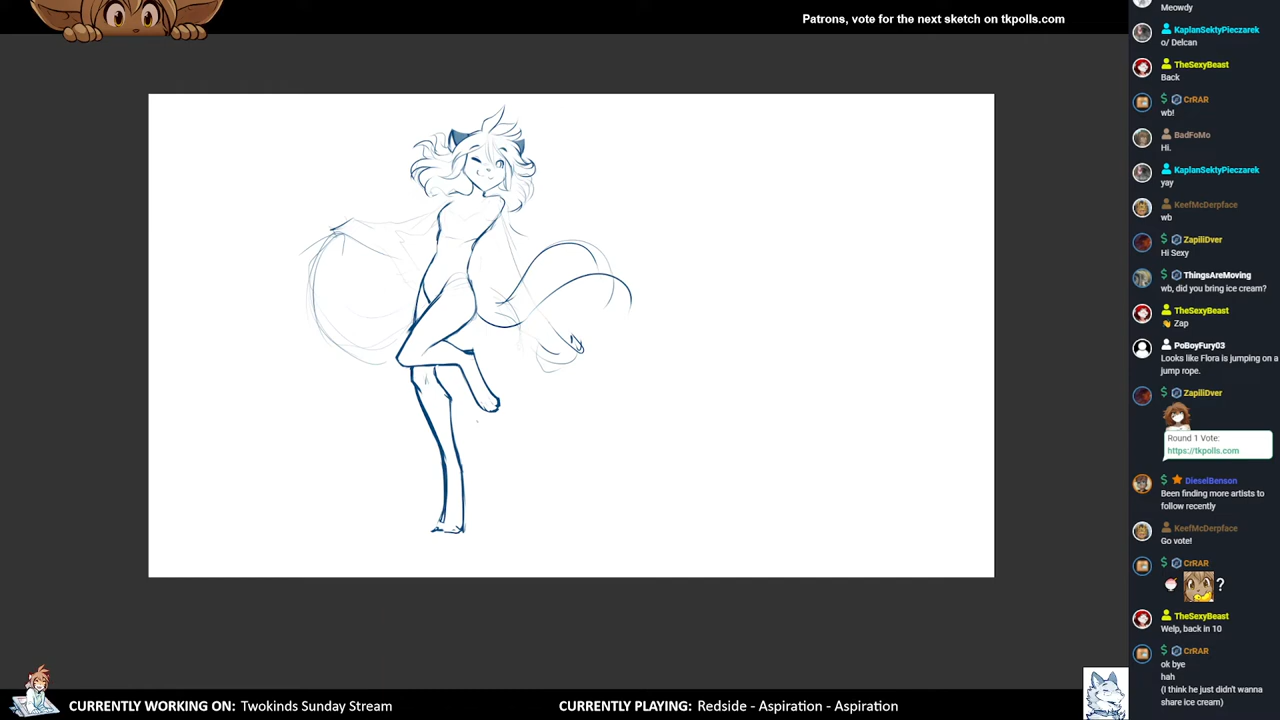 Patrons, vote for the next sketch on tkpolls.com
Meowdy
KaplanSektyPieczarek
o/ Delcan
TheSexyBeast
Back
$ CrRAR
wb!
BadFoMo
Hi.
KaplanSektyPieczarek
yay
KeefMcDerpface
wb
$ ZapiliDver
Hi Sexy
$ ThingsAreMoving
wb, did you bring ice cream?
TheSexyBeast
👋 Zap
PoBoyFury03
Looks like Flora is jumping on a
jump rope.
$ ZapiliDver
Round 1 Vote:
https://tkpolls.com
$ DieselBenson
Been finding more artists to
follow recently
KeefMcDerpface
Go vote!
$ CrRAR
?
TheSexyBeast
Welp, back in 10
$ CrRAR
ok bye
hah
(I think he just didn't wanna
share ice cream)
CURRENTLY WORKING ON: Twokinds Sunday Stream
CURRENTLY PLAYING: Redside - Aspiration - Aspiration